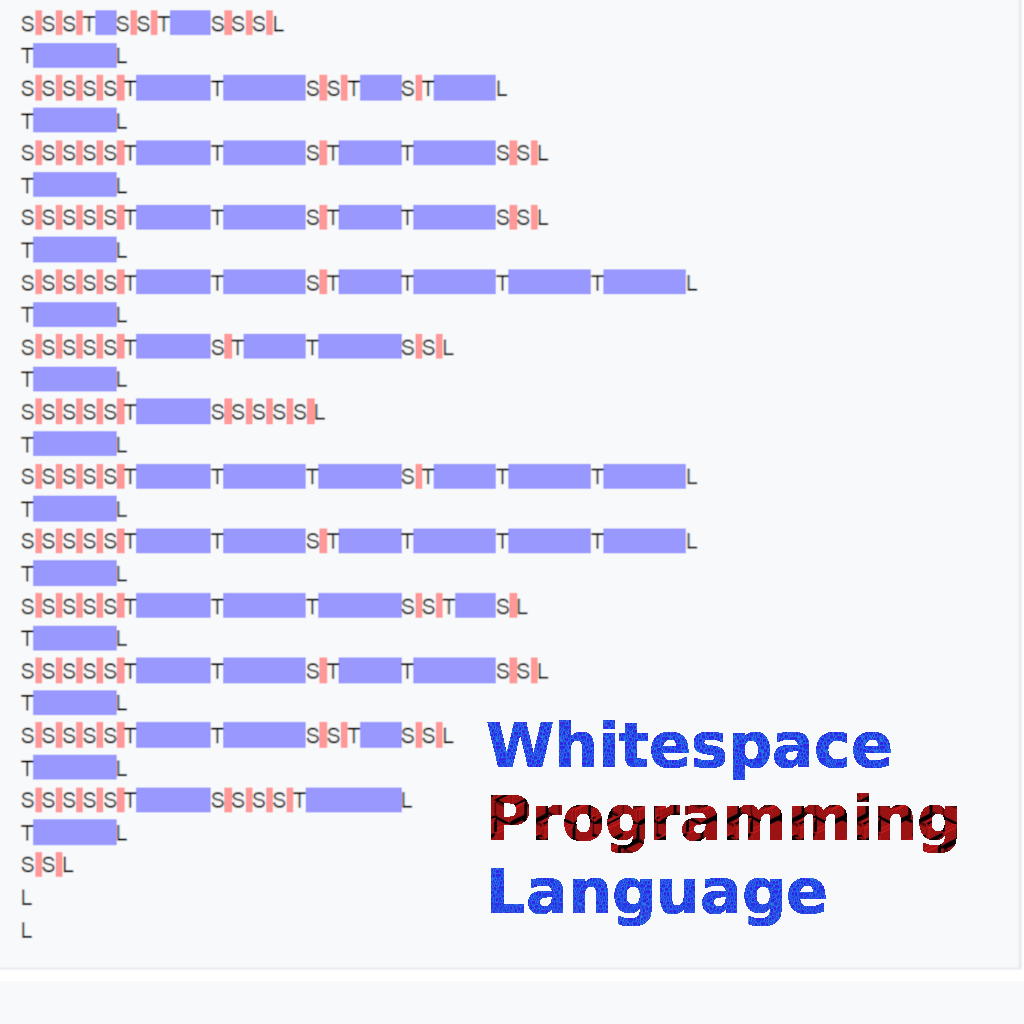 SSSTSSTSSSL
TL
SSSSSTTSSTSTL
TL
SSSSSTTSTTSSL
TL
SSSSSTTSTTSSL
TL
SSSSSTTSTTTTL
TL
SSSSSTSTTSSL
TL
SSSSSTSSSSSL
TL
SSSSSTTTSTTTL
TL
SSSSSTTSTTTTL
TL
SSSSSTTTSSTSL
TL
SSSSSTTSTTSSL
TL
SSSSSTTSSTSSL
TL
SSSSSTSSSSTL
TL
SSL
L
L
Whitespace
Programming
Language